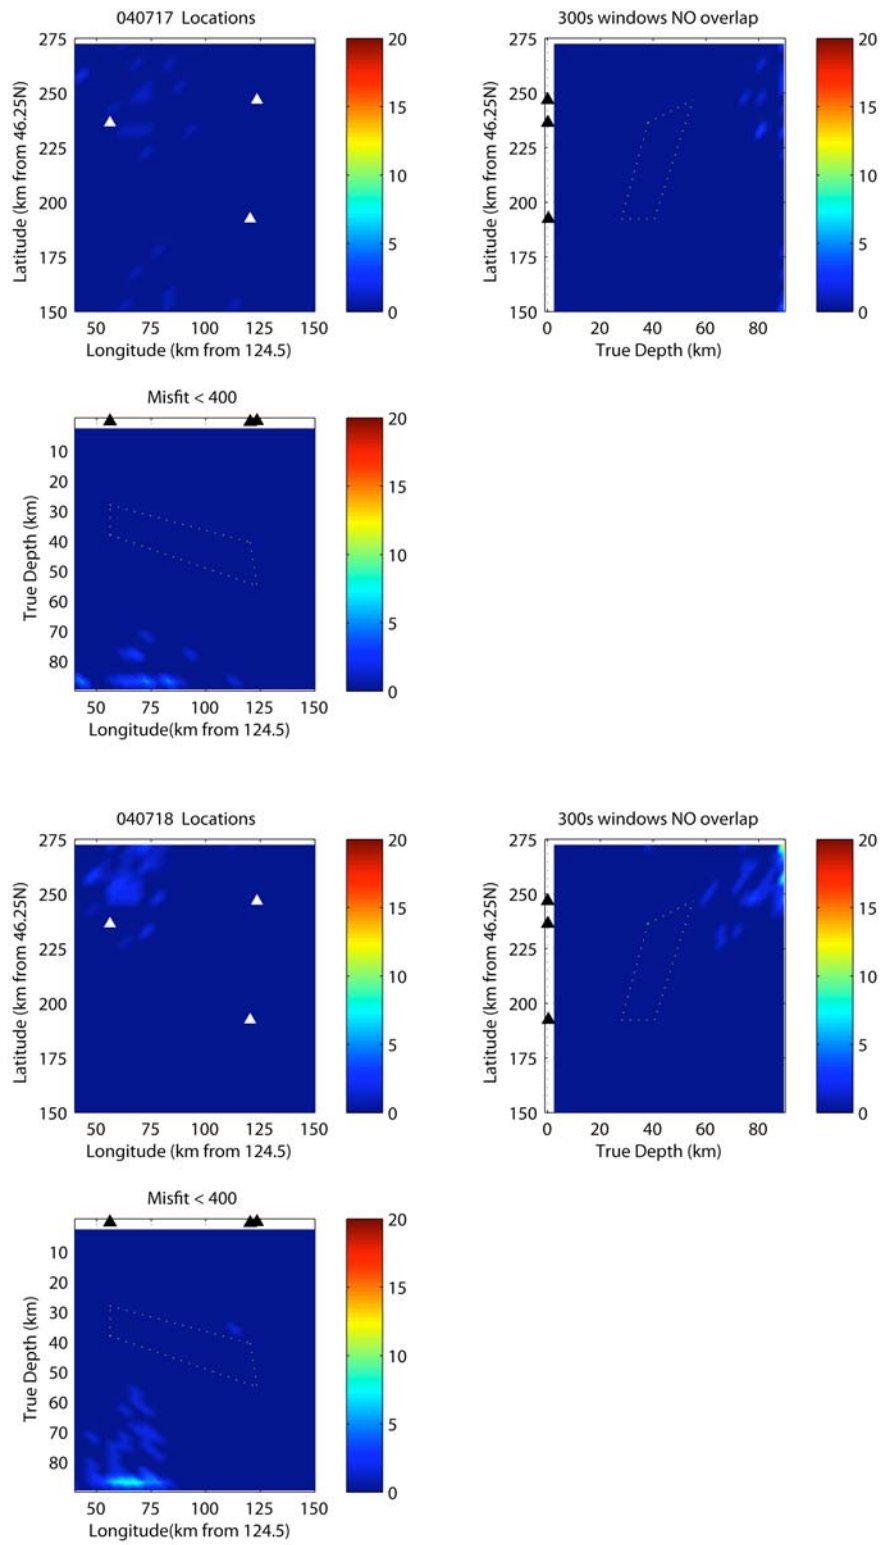 040717 Locations
300s windows NO overlap
275
250
225
200
175
150
Latitude (km from 46.25N)
50 75 100 125 150
Longitude (km from 124.5)
20
15
10
5
0
275
250
225
200
175
150
Latitude (km from 46.25N)
0 20 40 60 80
True Depth (km)
20
15
10
5
0
Misfit < 400
10
20
30
40
50
60
70
80
True Depth (km)
50 75 100 125 150
Longitude(km from 124.5)
20
15
10
5
0
040718 Locations
300s windows NO overlap
275
250
225
200
175
150
Latitude (km from 46.25N)
50 75 100 125 150
Longitude (km from 124.5)
20
15
10
5
0
275
250
225
200
175
150
Latitude (km from 46.25N)
0 20 40 60 80
True Depth (km)
20
15
10
5
0
Misfit < 400
10
20
30
40
50
60
70
80
True Depth (km)
50 75 100 125 150
Longitude(km from 124.5)
20
15
10
5
0